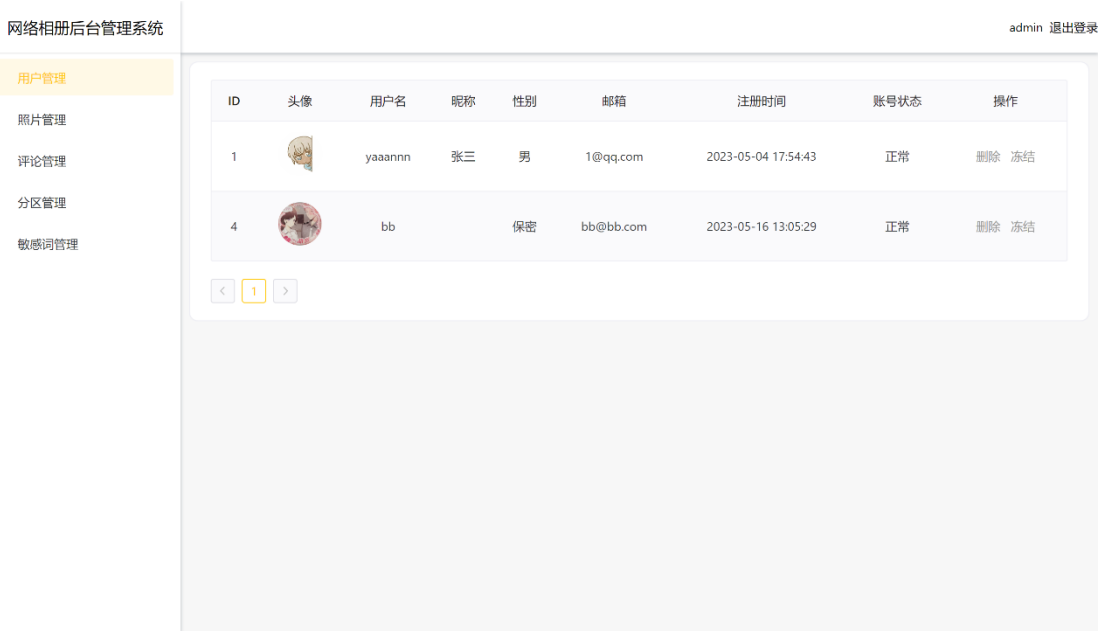 网络相册后台管理系统
admin 退出登录
用户管理
照片管理
评论管理
分区管理
敏感词管理
ID 头像 用户名 昵称 性别 邮箱 注册时间 账号状态 操作
1 yaaannn 张三 男 1@qq.com 2023-05-04 17:54:43 正常 删除 冻结
4 bb 保密 bb@bb.com 2023-05-16 13:05:29 正常 删除 冻结
1